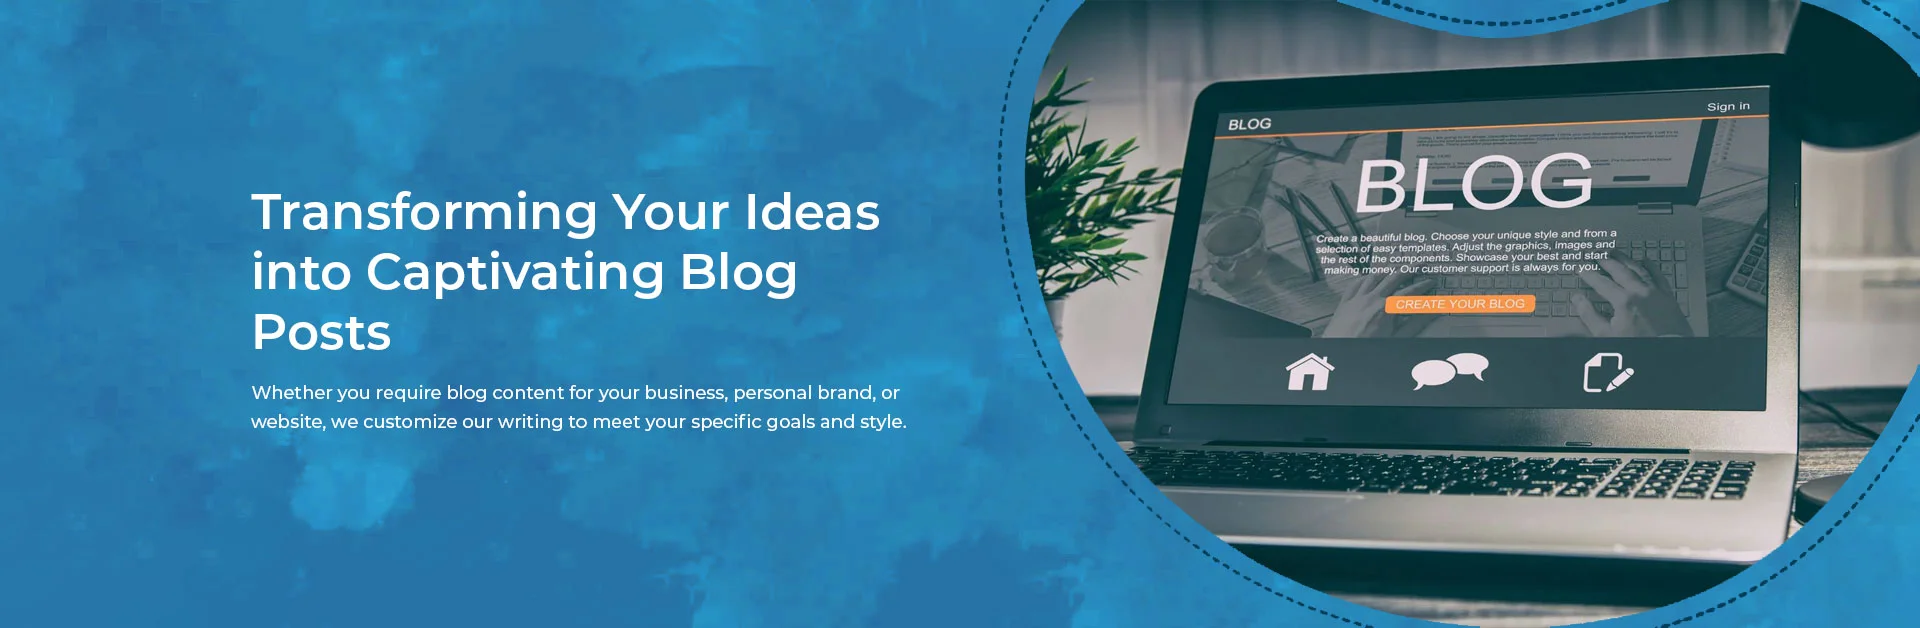 Transforming Your Ideas
into Captivating Blog
Posts
Whether you require blog content for your business, personal brand, or
website, we customize our writing to meet your specific goals and style.
BLOG
Sign in
BLOG
Create a beautiful blog. Choose your unique style and from a
selection of easy templates. Adjust the graphics, images and
the rest of the components. Showcase your best and start
making money. Our customer support is always for you.
CREATE YOUR BLOG